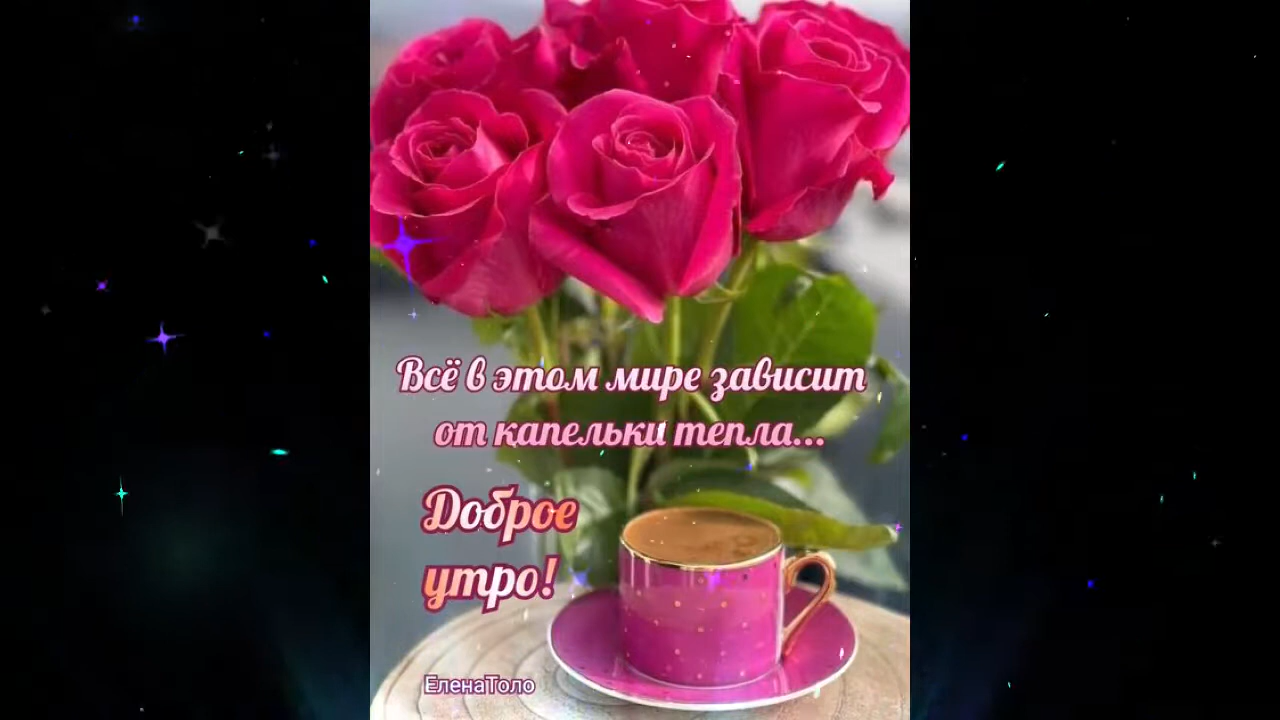 Всё в этом мире зависит
от капельки тепла...
Доброе
утро!
ЕленаТоло